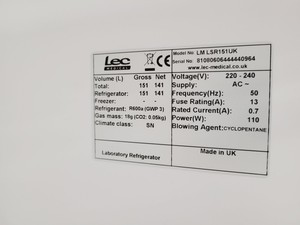 Lec
MEDICAL
Model No: LM LSR151UK
Serial No: 81080606444440964
www.lec-medical.co.uk
Volume (L) Gross Net
Total: 151 141
Refrigerator: 151 141
Freezer: - -
Refrigerant: R600a (GWP 3)
Gas mass: 16g (CO2: 0.05kg)
Climate class: SN
Voltage(V): 220 - 240
Supply: AC ~
Frequency(Hz): 50
Fuse Rating(A): 13
Rated Current(A): 0.7
Power(W): 110
Blowing Agent: CYCLOPENTANE
Laboratory Refrigerator
Made in UK